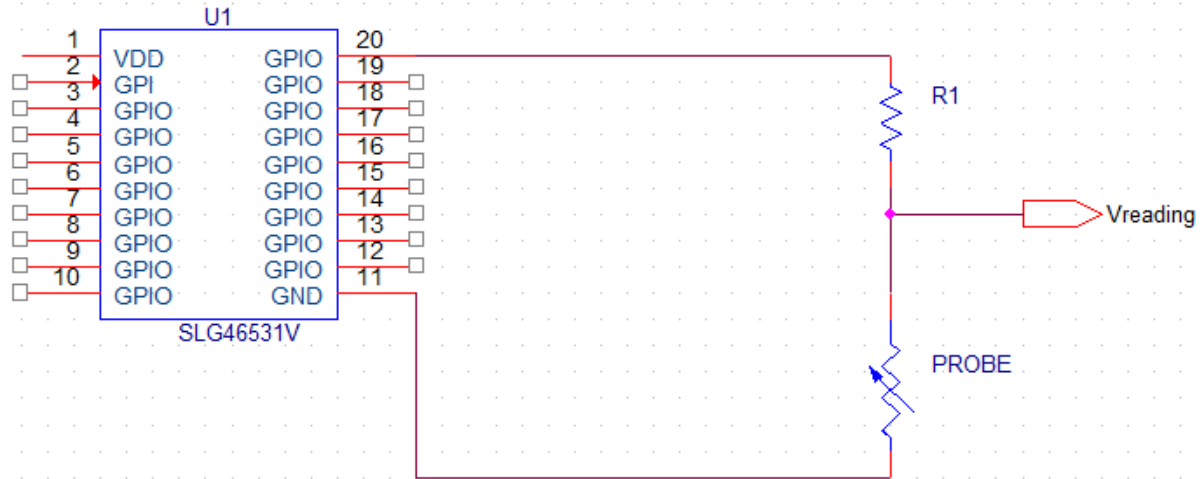 U1
1 VDD GPIO 20
2 GPI GPIO 19
3 GPIO GPIO 18
4 GPIO GPIO 17
5 GPIO GPIO 16
6 GPIO GPIO 15
7 GPIO GPIO 14
8 GPIO GPIO 13
9 GPIO GPIO 12
10 GPIO GND 11
SLG46531V
R1
Vreading
PROBE